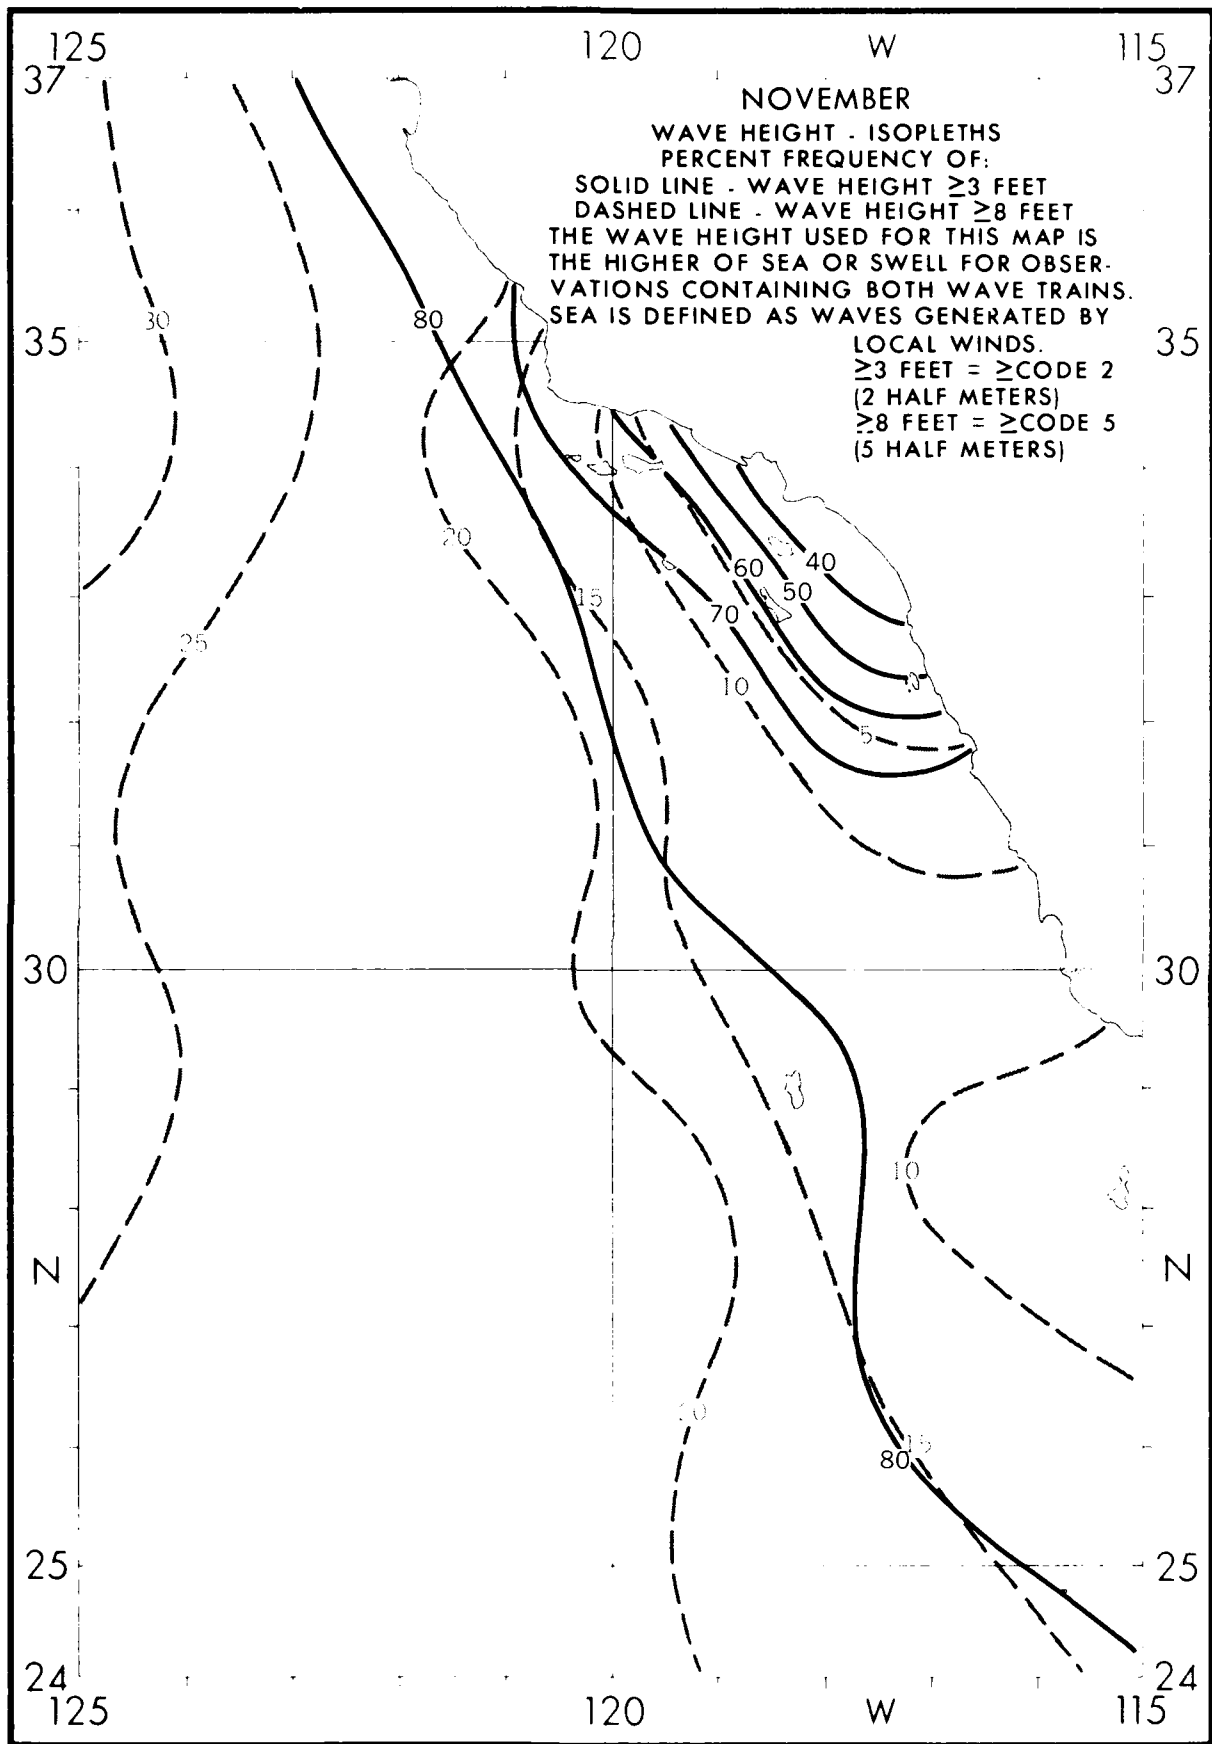 125 120 W 115
37 37
NOVEMBER
WAVE HEIGHT - ISOPLETHS
PERCENT FREQUENCY OF:
SOLID LINE - WAVE HEIGHT ≥3 FEET
DASHED LINE - WAVE HEIGHT ≥8 FEET
THE WAVE HEIGHT USED FOR THIS MAP IS
THE HIGHER OF SEA OR SWELL FOR OBSER-
VATIONS CONTAINING BOTH WAVE TRAINS.
SEA IS DEFINED AS WAVES GENERATED BY
LOCAL WINDS.
≥3 FEET = ≥CODE 2
(2 HALF METERS)
≥8 FEET = ≥CODE 5
(5 HALF METERS)
30 80
35 35
20
60 40
50
15
70
25
10
5
30 30
10
N N
20
15
80
25 25
24 24
125 120 W 115